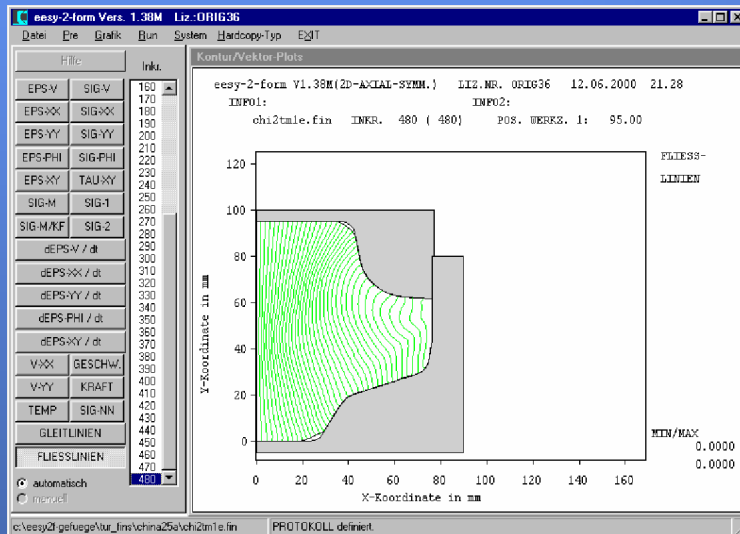 eesy-2-form Vers. 1.38M Liz.:ORIG36
Datei Pre Grafik Run System Hardcopy-Typ EXIT
Hilfe
Inkr.
EPS-V SIG-V
EPS-XX SIG-XX
EPS-YY SIG-YY
EPS-PHI SIG-PHI
EPS-XY TAU-XY
SIG-M SIG-1
SIG-M/KF SIG-2
dEPS-V / dt
dEPS-XX / dt
dEPS-YY / dt
dEPS-PHI / dt
dEPS-XY / dt
V-XX GESCHW.
V-YY KRAFT
TEMP SIG-NN
GLEITLINIEN
FLIESSLINIEN
automatisch
manuell
160
170
180
190
200
210
220
230
240
250
260
270
280
290
300
310
320
330
340
350
360
370
380
390
400
410
420
430
440
450
460
470
480
Kontur/Vektor-Plots
eesy-2-form V1.38M(2D-AXIAL-SYMM.) LIZ.NR. ORIG36 12.06.2000 21.28
INFO1: INFO2:
chi2tm1e.fin INKR. 480 ( 480) POS. WERKZ. 1: 95.00
FLIESS-
LINIEN
120
100
80
60
40
20
0
Y-Koordinate in mm
0 20 40 60 80 100 120 140 160
X-Koordinate in mm
MIN/MAX
0.0000
0.0000
c:\eesy2f-gefuege\tur_fins\china25a\chi2tm1e.fin PROTOKOLL definiert.